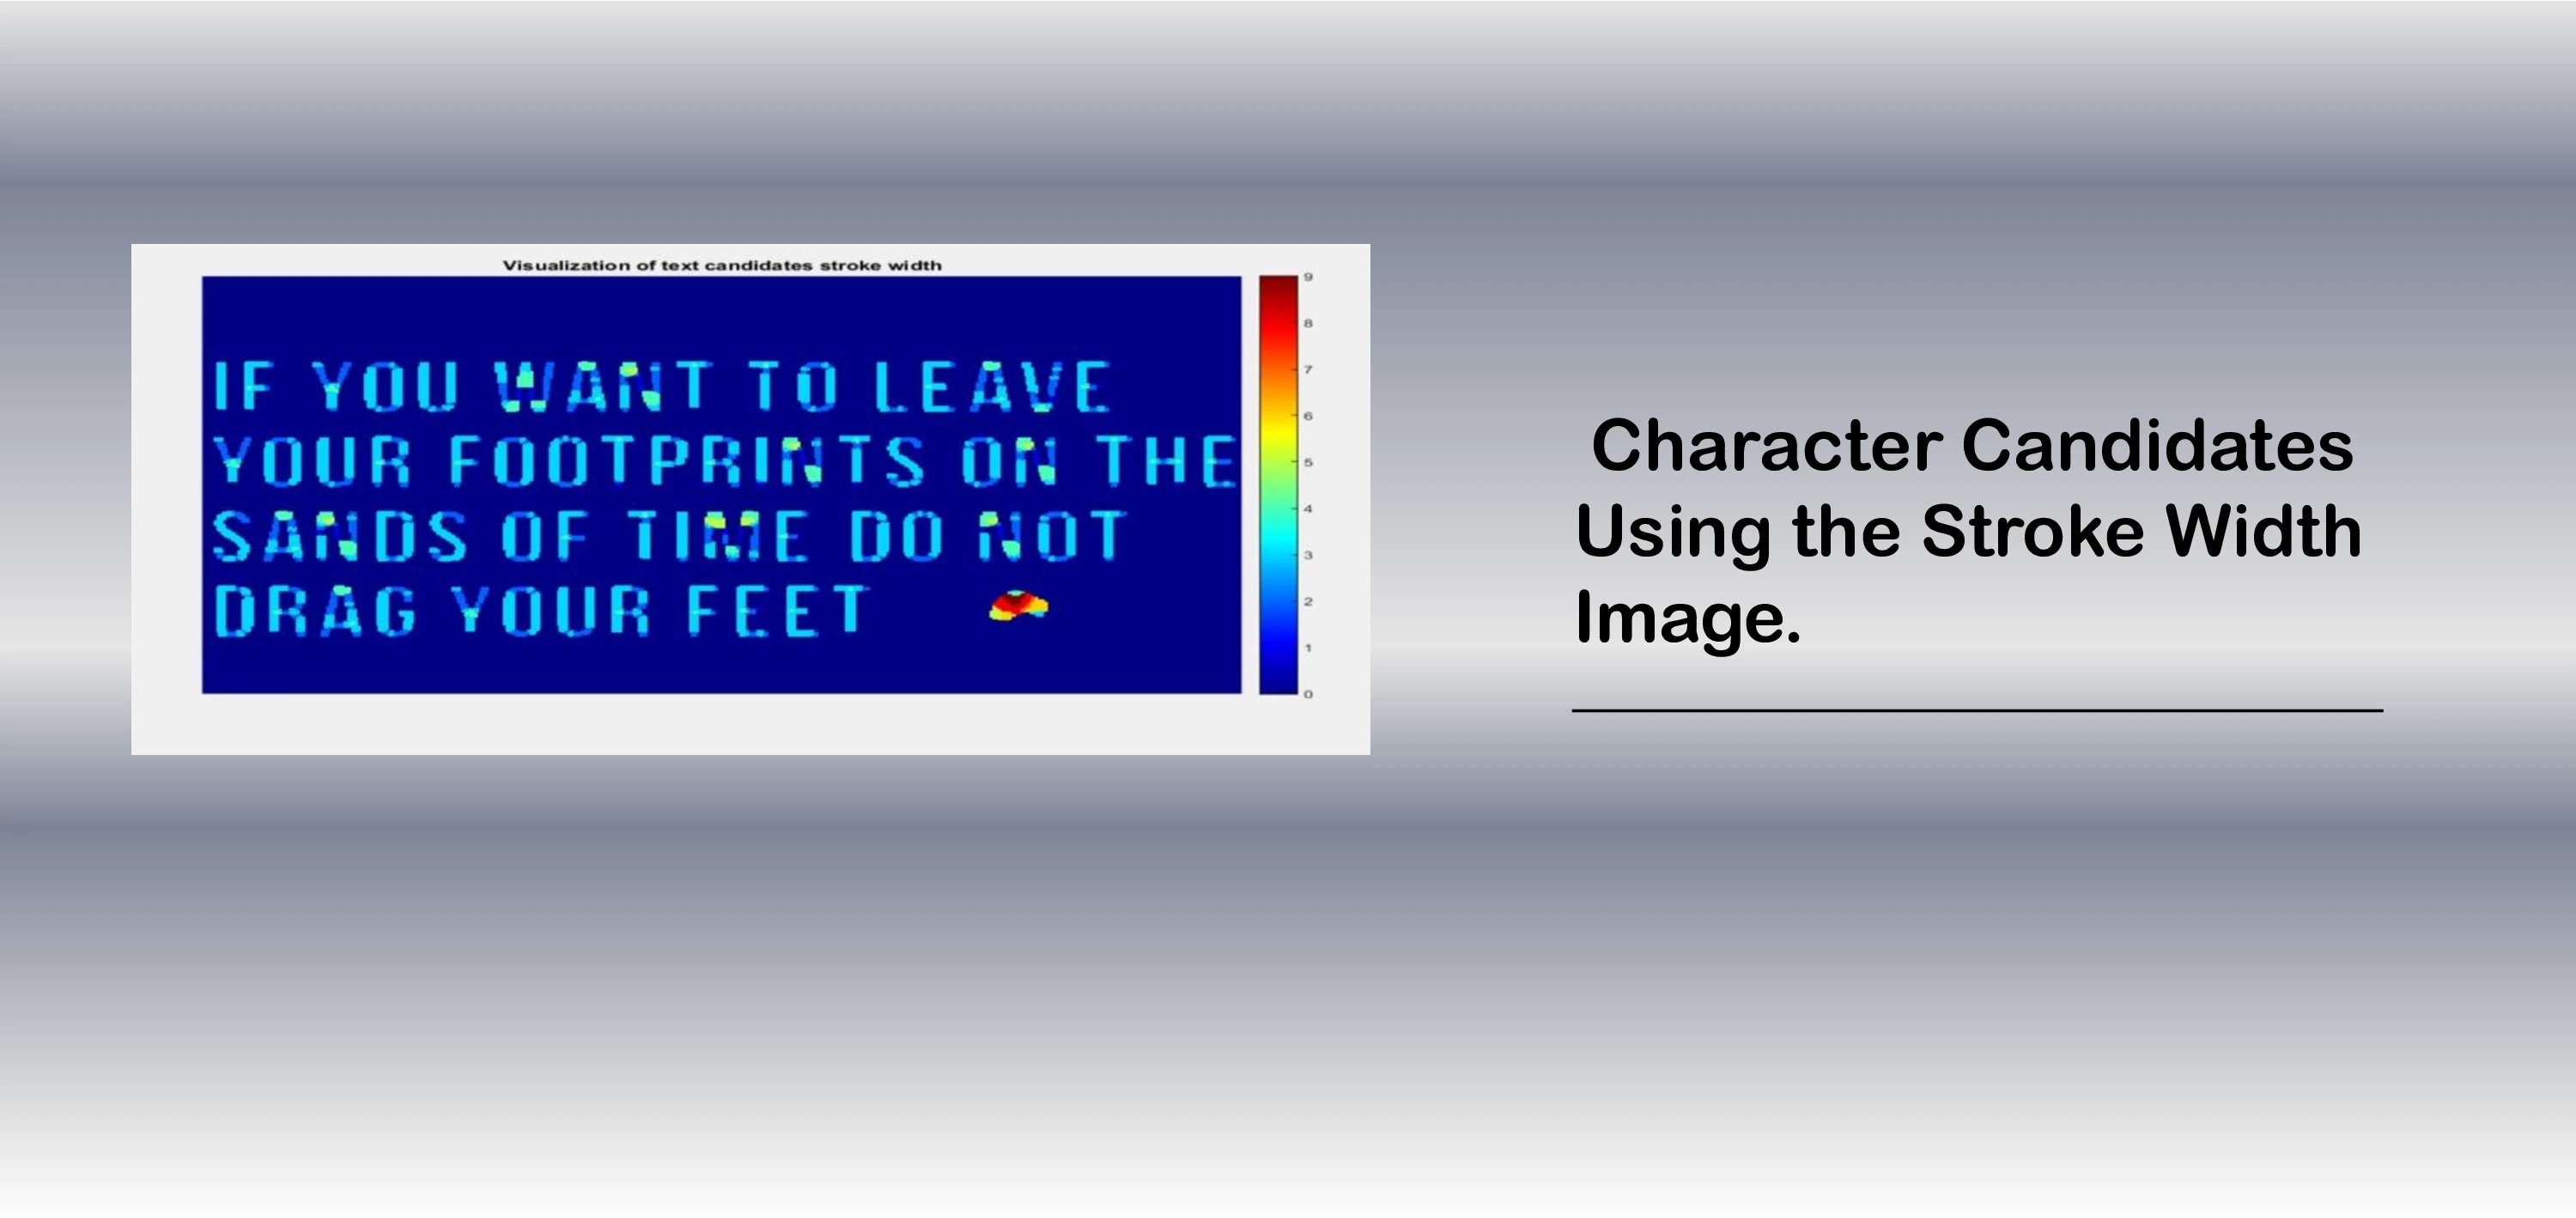 Visualization of text candidates stroke width
IF YOU WANT TO LEAVE
YOUR FOOTPRINTS ON THE
SANDS OF TIME DO NOT
DRAG YOUR FEET
9
8
7
6
5
4
3
2
1
0
Character Candidates
Using the Stroke Width
Image.